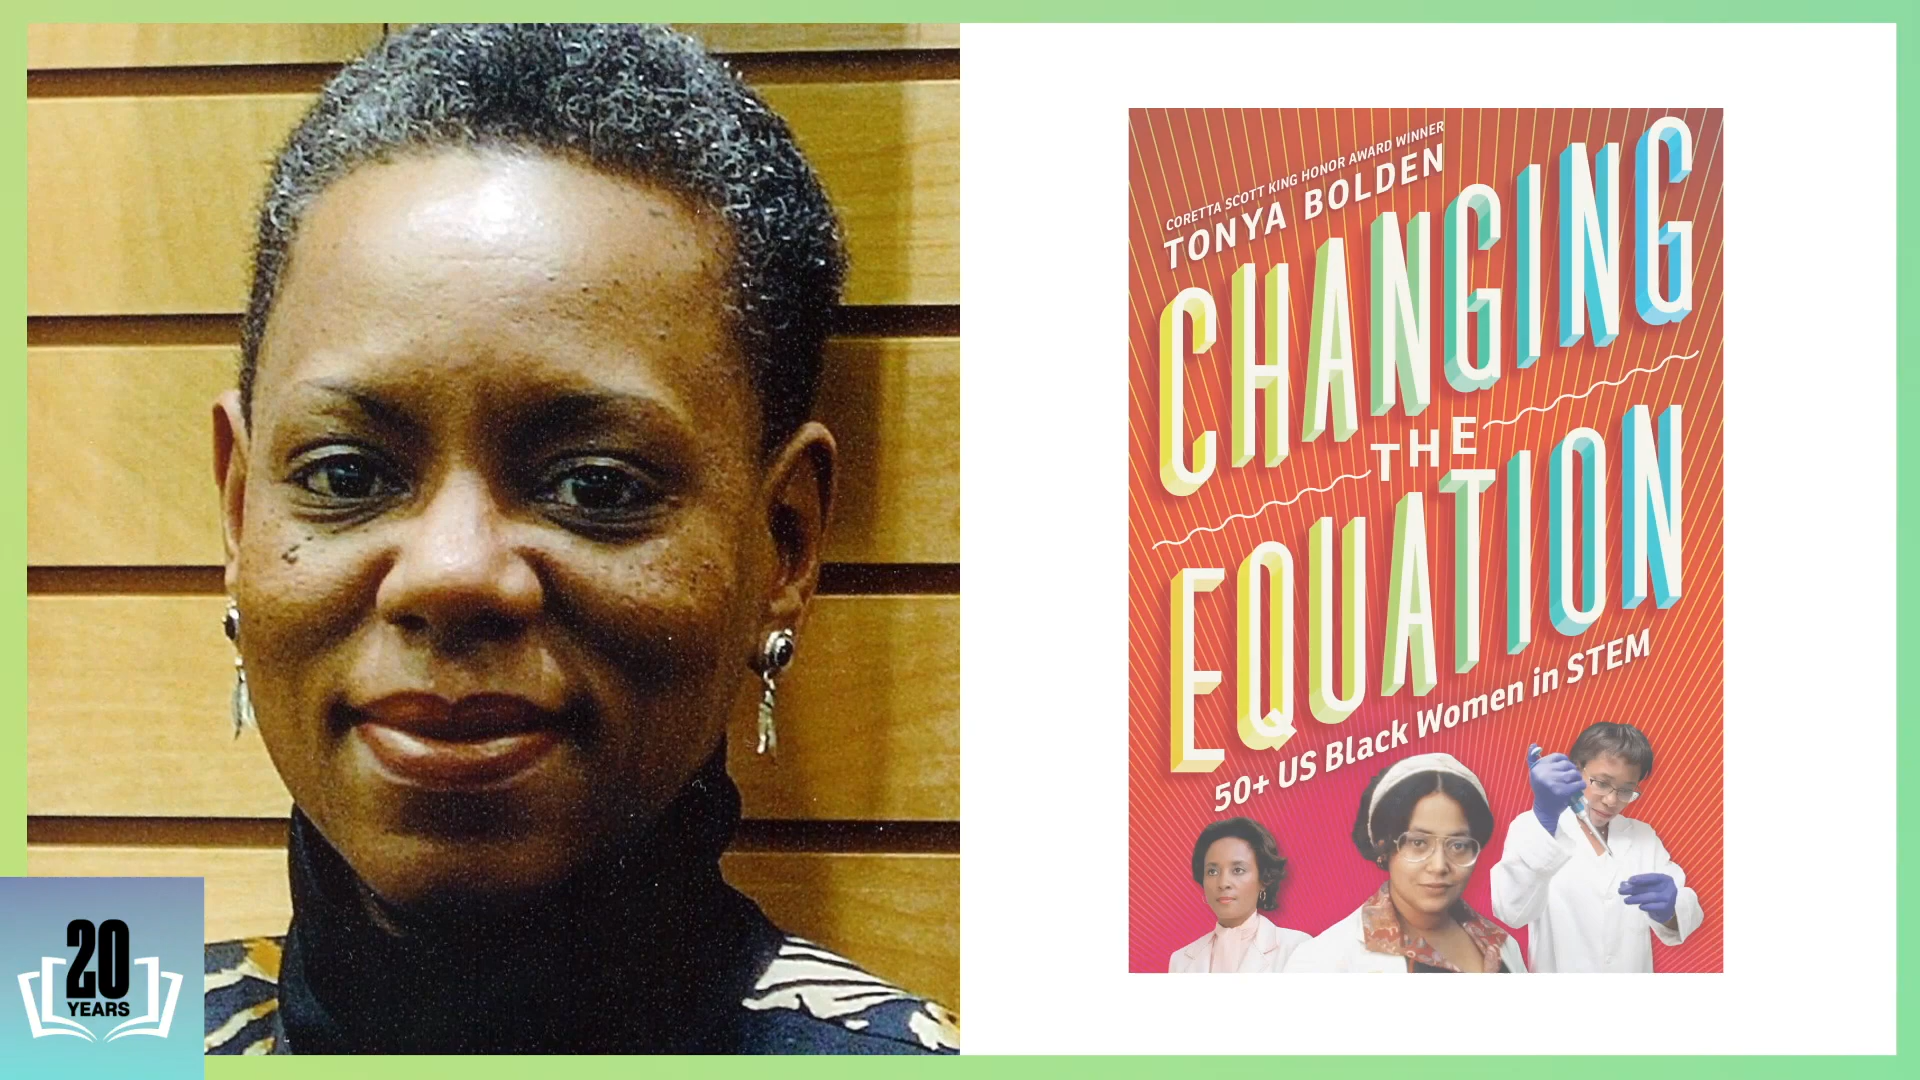 CORETTA SCOTT KING HONOR AWARD WINNER
TONYA BOLDEN
CHANGING
THE
EQUATION
50+ US Black Women in STEM
20
YEARS